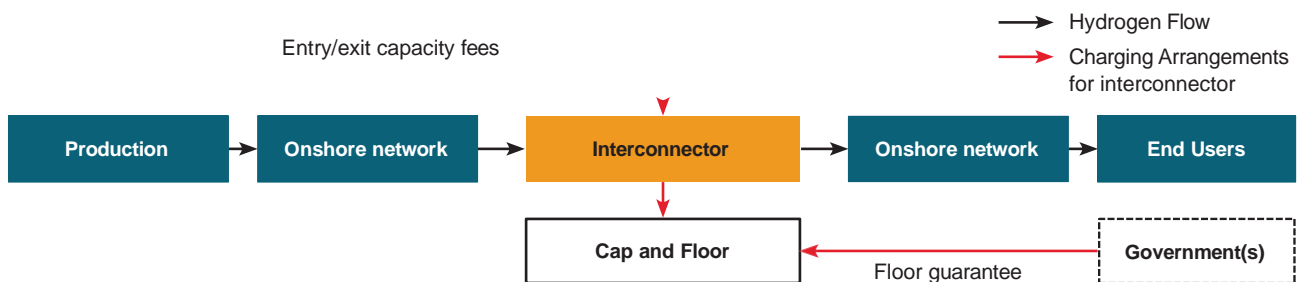 Hydrogen Flow
Entry/exit capacity fees
Charging Arrangements
for interconnector
Production
Onshore network
Interconnector
Onshore network
End Users
Cap and Floor
Government(s)
Floor guarantee